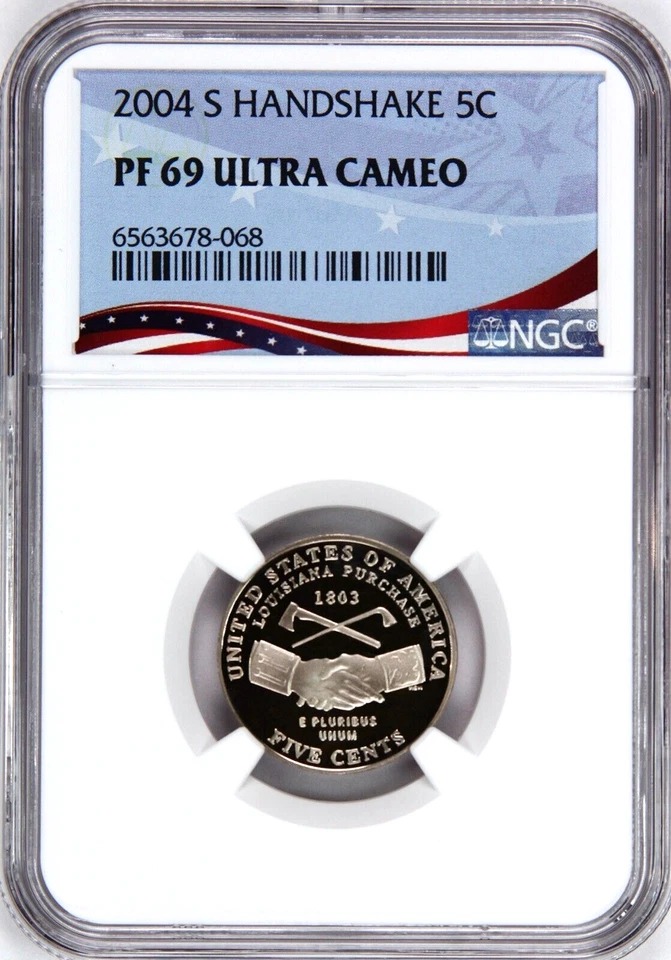 2004 S HANDSHAKE 5C
PF 69 ULTRA CAMEO
6563678-068
NGC®
UNITED STATES OF AMERICA
LOUISIANA PURCHASE
1803
E PLURIBUS
UNUM
FIVE CENTS